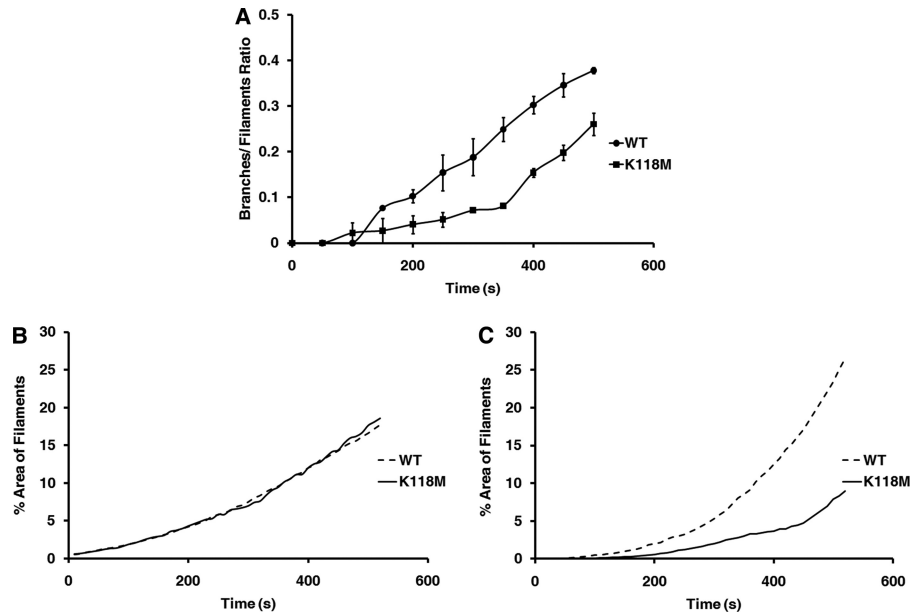 A
Branches/ Filaments Ratio
0.5
0.4
0.3
0.2
0.1
0
0 200 400 600
Time (s)
WT
K118M
B
% Area of Filaments
30
25
20
15
10
5
0
0 200 400 600
Time (s)
WT
K118M
C
% Area of Filaments
30
25
20
15
10
5
0
0 200 400 600
Time (s)
WT
K118M